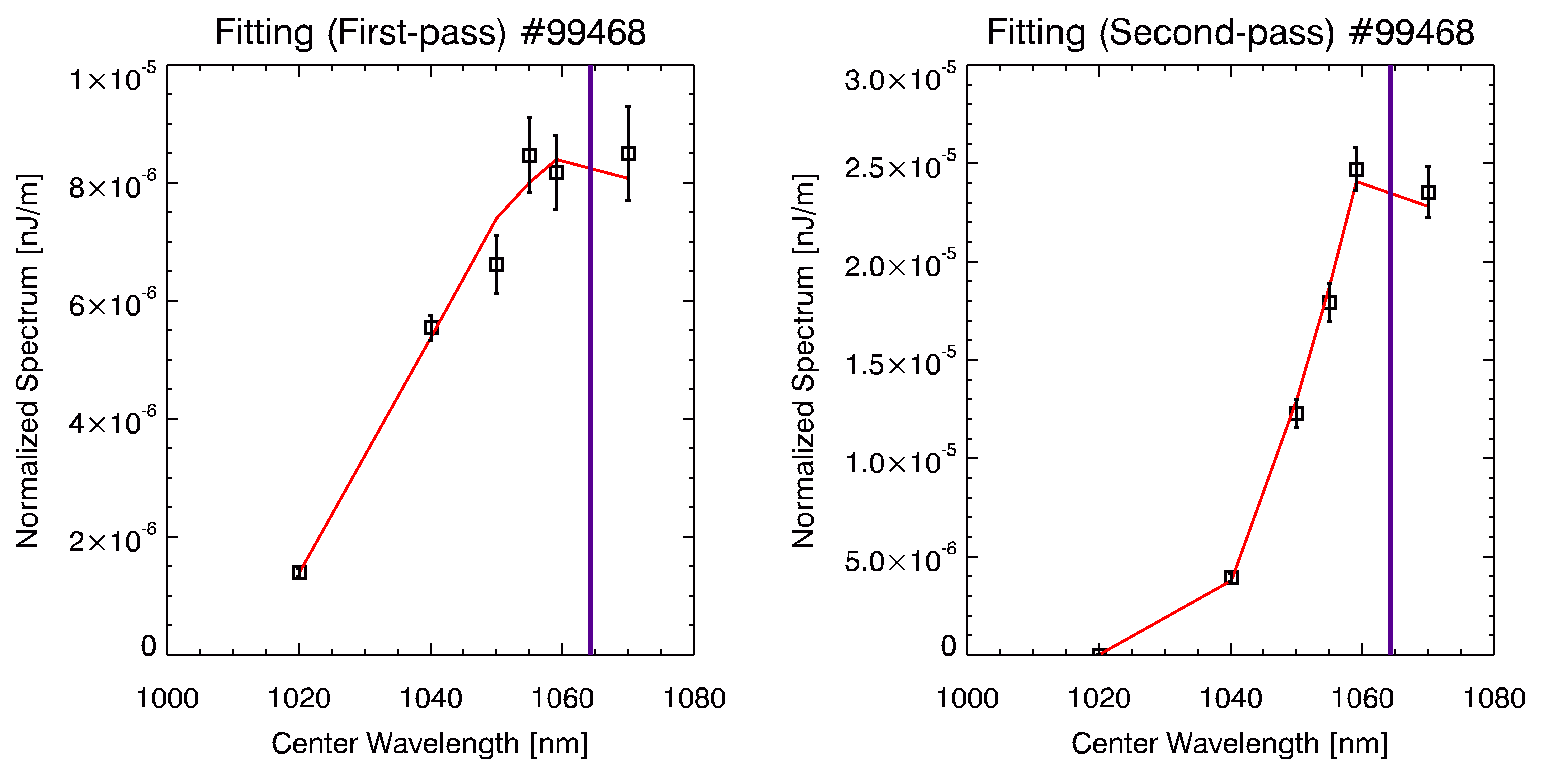 Fitting (First-pass) #99468
Normalized Spectrum [nJ/m]
1×10⁻⁵
8×10⁻⁶
6×10⁻⁶
4×10⁻⁶
2×10⁻⁶
0
1000 1020 1040 1060 1080
Center Wavelength [nm]
Fitting (Second-pass) #99468
Normalized Spectrum [nJ/m]
3.0×10⁻⁵
2.5×10⁻⁵
2.0×10⁻⁵
1.5×10⁻⁵
1.0×10⁻⁵
5.0×10⁻⁶
0
1000 1020 1040 1060 1080
Center Wavelength [nm]